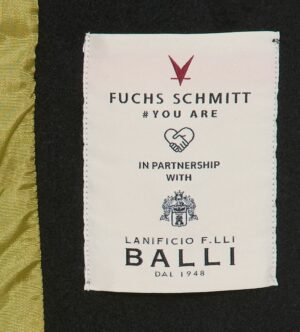 FUCHS SCHMITT
#YOU ARE
IN PARTNERSHIP
WITH
LANIFICIO F.LLI
BALLI
DAL 1948